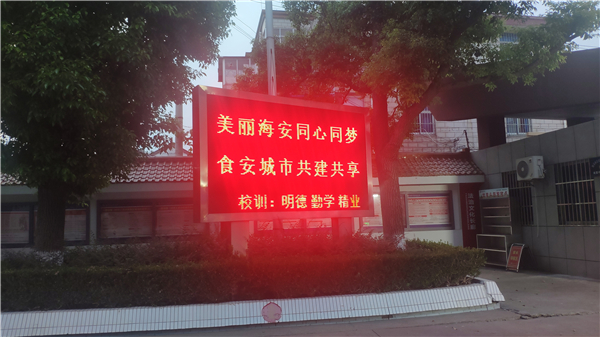 美丽海安同心同梦
食安城市共建共享
校训：明德 勤学 精业